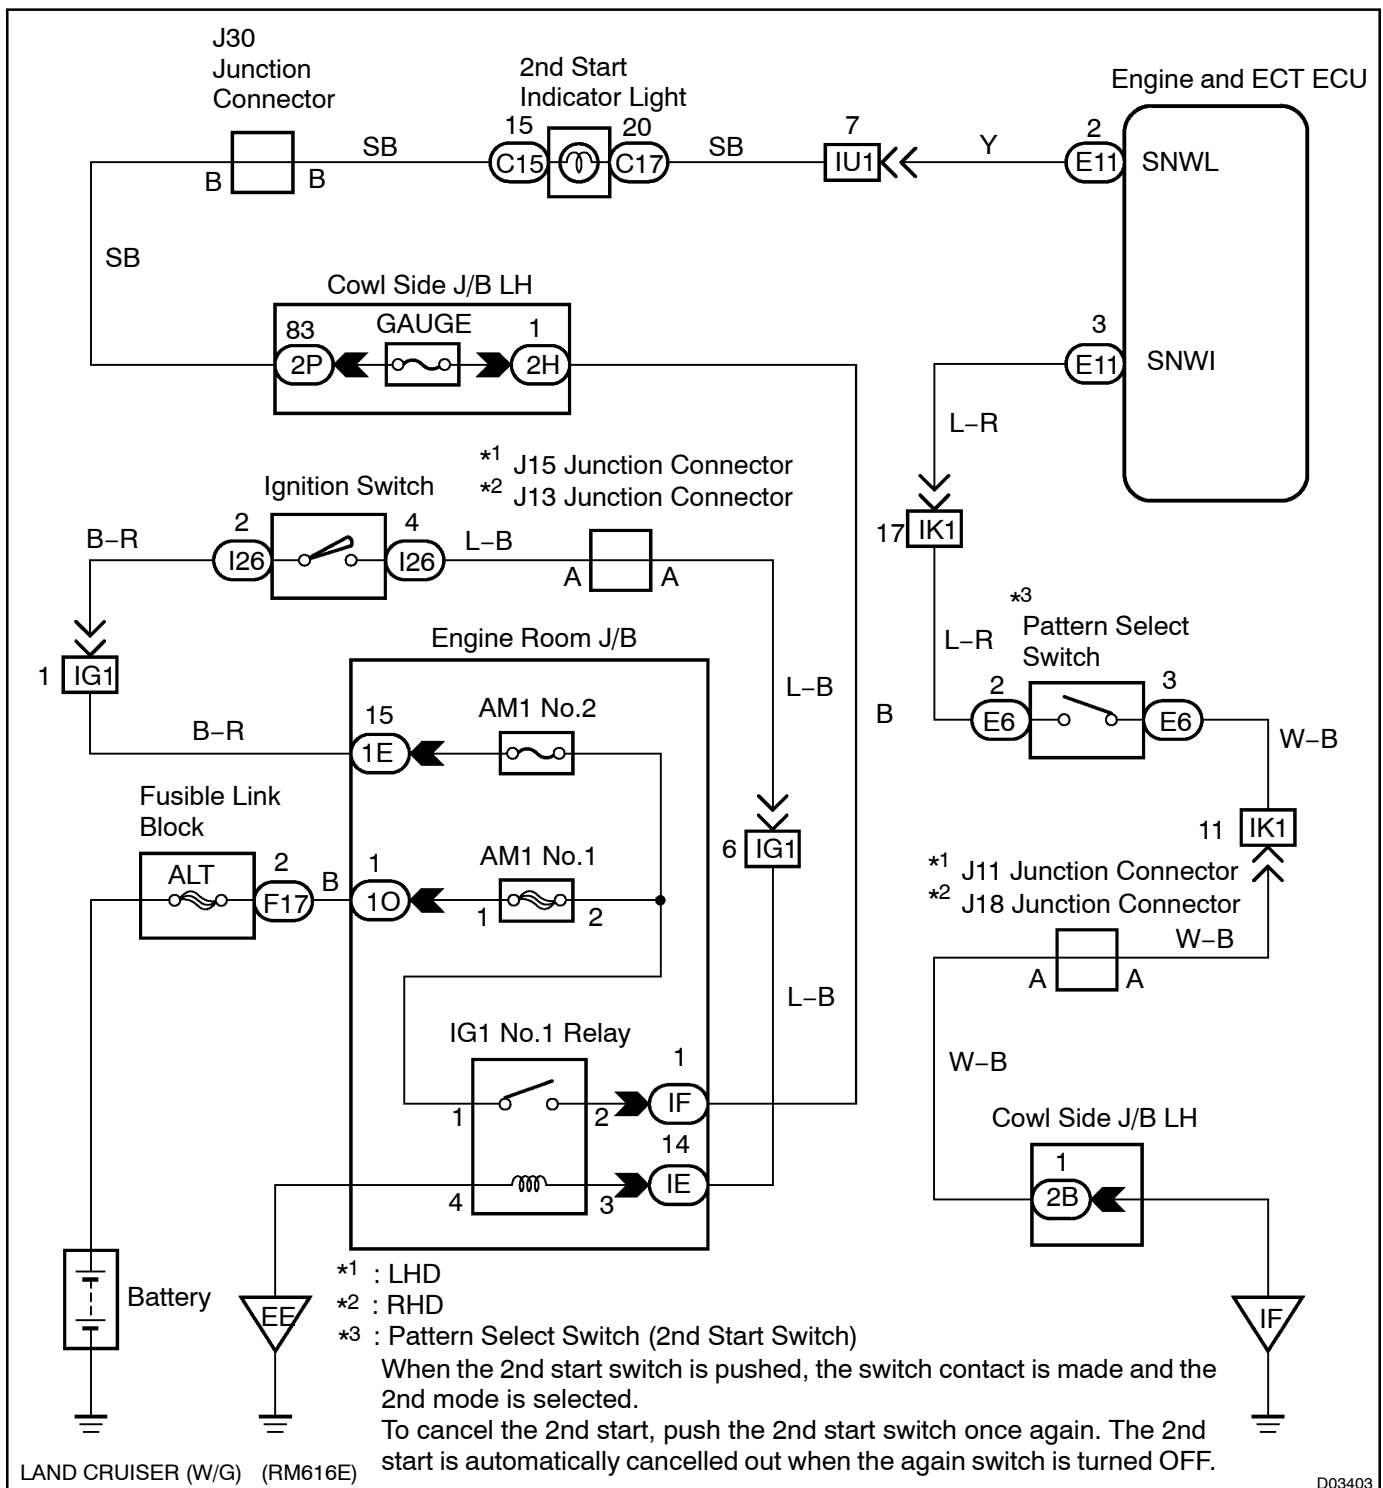 J30
Junction
Connector
2nd Start
Indicator Light
Engine and ECT ECU
15
20
7
2
SB
SB
Y
C15
C17
IU1
E11
SNWL
B
B
SB
Cowl Side J/B LH
83
GAUGE
1
3
2P
2H
E11
SNWI
L–R
*1 J15 Junction Connector
*2 J13 Junction Connector
Ignition Switch
2
4
B–R
L–B
I26
I26
A
A
17
IK1
*3
Pattern Select
Switch
L–R
Engine Room J/B
1
IG1
L–B
B
2
3
E6
E6
15
AM1 No.2
B–R
1E
W–B
Fusible Link
Block
11
IK1
6
IG1
ALT
2
B
1
AM1 No.1
*1 J11 Junction Connector
*2 J18 Junction Connector
F17
1O
1
2
W–B
A
A
L–B
IG1 No.1 Relay
1
W–B
1
2
IF
14
Cowl Side J/B LH
4
3
IE
1
2B
Battery
EE
IF
*1 : LHD
*2 : RHD
*3 : Pattern Select Switch (2nd Start Switch)
When the 2nd start switch is pushed, the switch contact is made and the
2nd mode is selected.
To cancel the 2nd start, push the 2nd start switch once again. The 2nd
start is automatically cancelled out when the again switch is turned OFF.
LAND CRUISER (W/G) (RM616E)
D03403